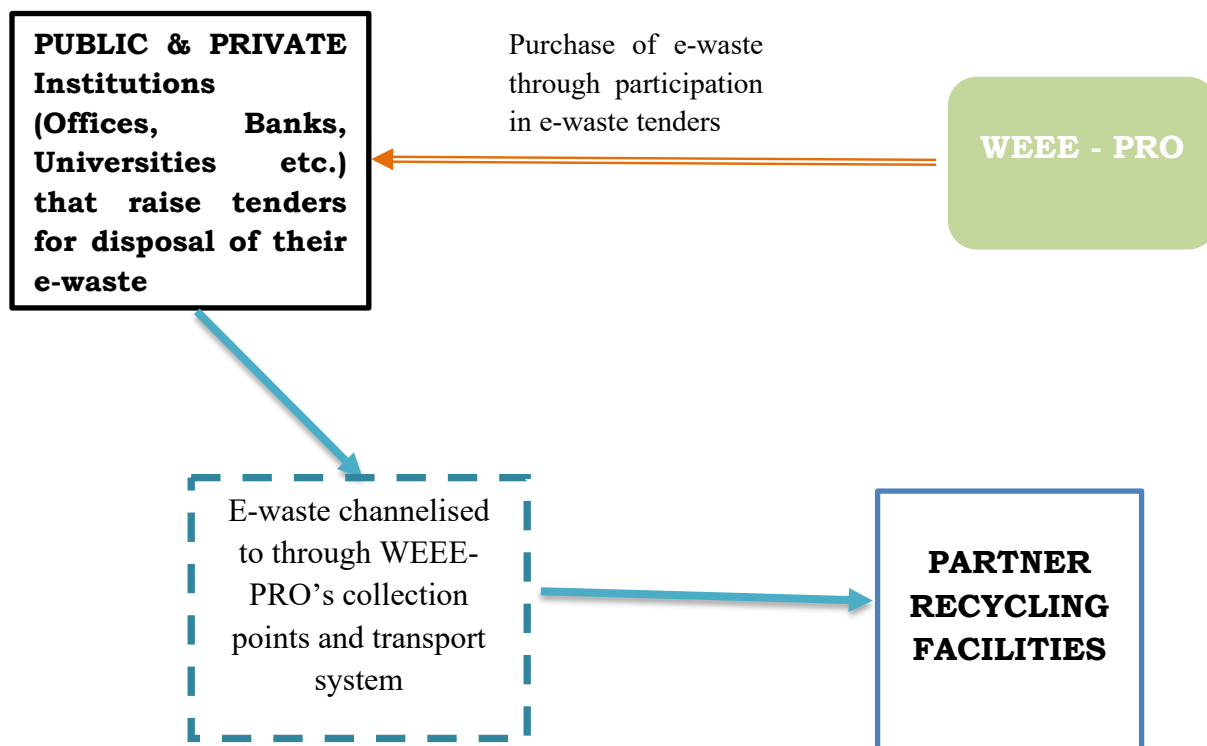 PUBLIC & PRIVATE
Institutions
(Offices, Banks,
Universities etc.)
that raise tenders
for disposal of their
e-waste
Purchase of e-waste
through participation
in e-waste tenders
WEEE - PRO
E-waste channelised
to through WEEE-
PRO’s collection
points and transport
system
PARTNER
RECYCLING
FACILITIES